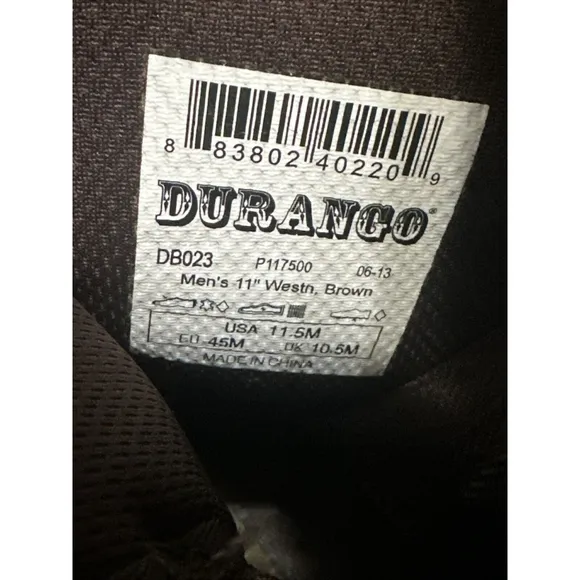 8 83802 40220 9
DURANGO®
DB023 P117500 06-13
Men's 11" Westn, Brown
USA 11.5M
EU 45M UK 10.5M
MADE IN CHINA